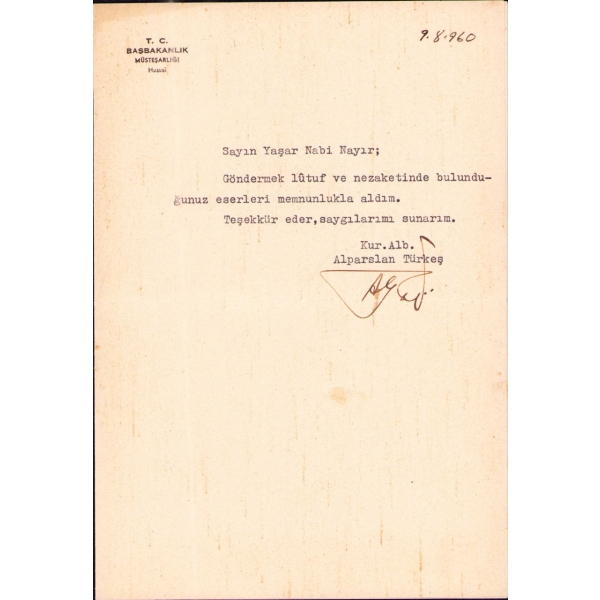 9.8.960
T. C.
BAŞBAKANLIK
MÜSTEŞARLIĞI
Hususi
Sayın Yaşar Nabi Nayır;
Göndermek lûtuf ve nezaketinde bulundu-
ğunuz eserleri memnunlukla aldım.
Teşekkür eder,saygılarımı sunarım.
Kur.Alb.
Alparslan Türkeş